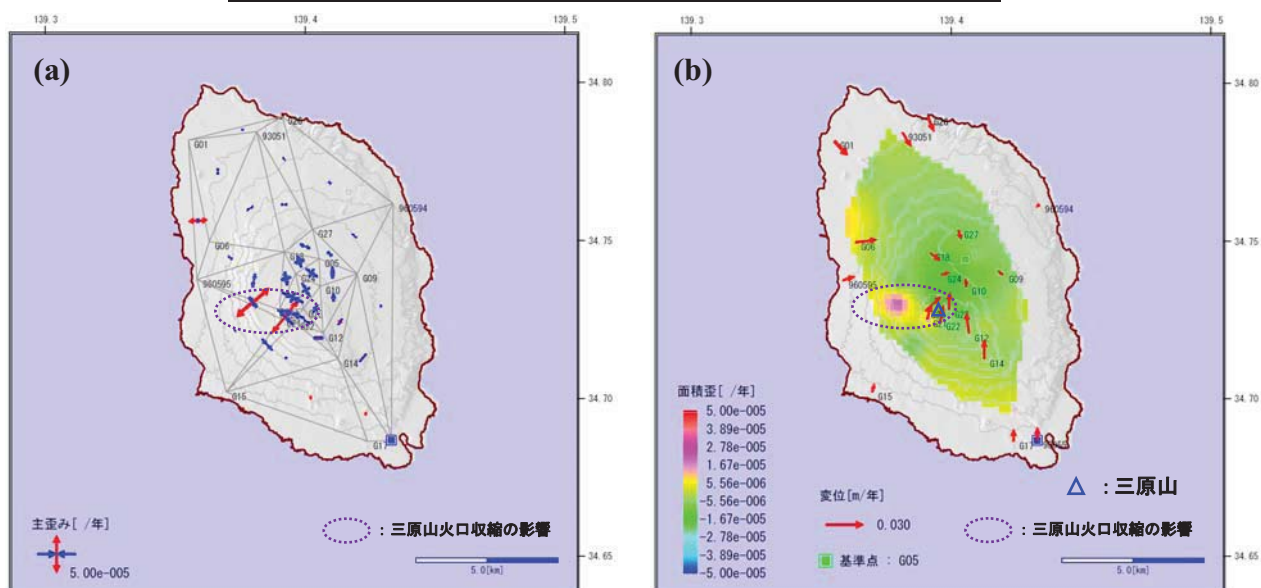 139.3
139.4
139.5
(a)
34.80
34.75
34.70
34.65
G26
93051
G01
960594
G27
G06
G18
G05
960595
G24
G09
G10
G12
G14
G15
G17
主歪み[ /年]
5.00e-005
: 三原山火口収縮の影響
5.0[km]
139.3
139.4
139.5
(b)
34.80
34.75
34.70
34.65
G26
93051
G01
960594
G27
G06
G18
960595
G24
G09
G10
G22
G12
G14
G15
G17
面積歪[ /年]
5.00e-005
3.89e-005
2.78e-005
1.67e-005
5.56e-006
-5.56e-006
-1.67e-005
-2.78e-005
-3.89e-005
-5.00e-005
変位[m/年]
0.030
基準点 : G05
: 三原山
: 三原山火口収縮の影響
5.0[km]